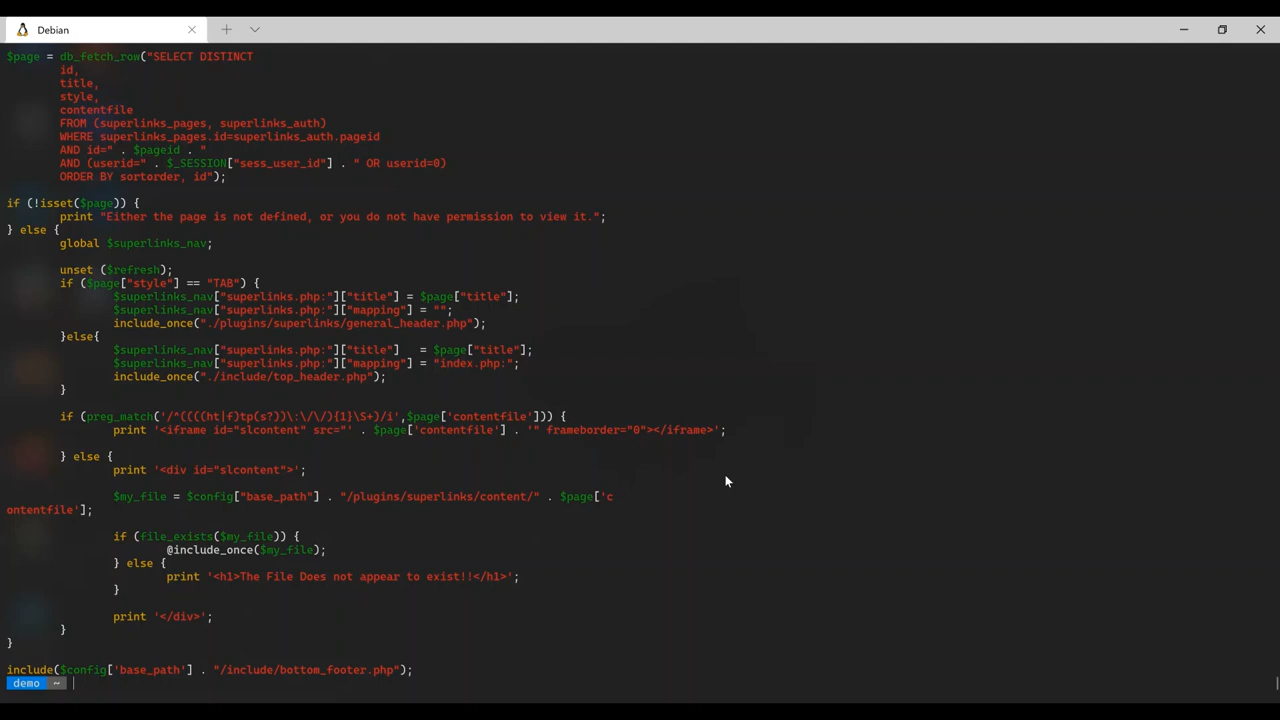 Debian
$page = db_fetch_row("SELECT DISTINCT
id,
title,
style,
contentfile
FROM (superlinks_pages, superlinks_auth)
WHERE superlinks_pages.id=superlinks_auth.pageid
AND id=" . $pageid . "
AND (userid=" . $_SESSION["sess_user_id"] . " OR userid=0)
ORDER BY sortorder, id");
if (!isset($page)) {
print "Either the page is not defined, or you do not have permission to view it.";
} else {
global $superlinks_nav;
unset ($refresh);
if ($page["style"] == "TAB") {
$superlinks_nav["superlinks.php:"]["title"] = $page["title"];
$superlinks_nav["superlinks.php:"]["mapping"] = "";
include_once("./plugins/superlinks/general_header.php");
}else{
$superlinks_nav["superlinks.php:"]["title"]   = $page["title"];
$superlinks_nav["superlinks.php:"]["mapping"] = "index.php:";
include_once("./include/top_header.php");
}
if (preg_match('/^((((ht|f)tp(s?))\:\/\/){1}\S+)/i',$page['contentfile'])) {
print '<iframe id="slcontent" src="' . $page['contentfile'] . '" frameborder="0"></iframe>';
} else {
print '<div id="slcontent">';
$my_file = $config["base_path"] . "/plugins/superlinks/content/" . $page['c
ontentfile'];
if (file_exists($my_file)) {
@include_once($my_file);
} else {
print '<h1>The File Does not appear to exist!!</h1>';
}
print '</div>';
}
}
include($config['base_path'] . "/include/bottom_footer.php");
demo ~